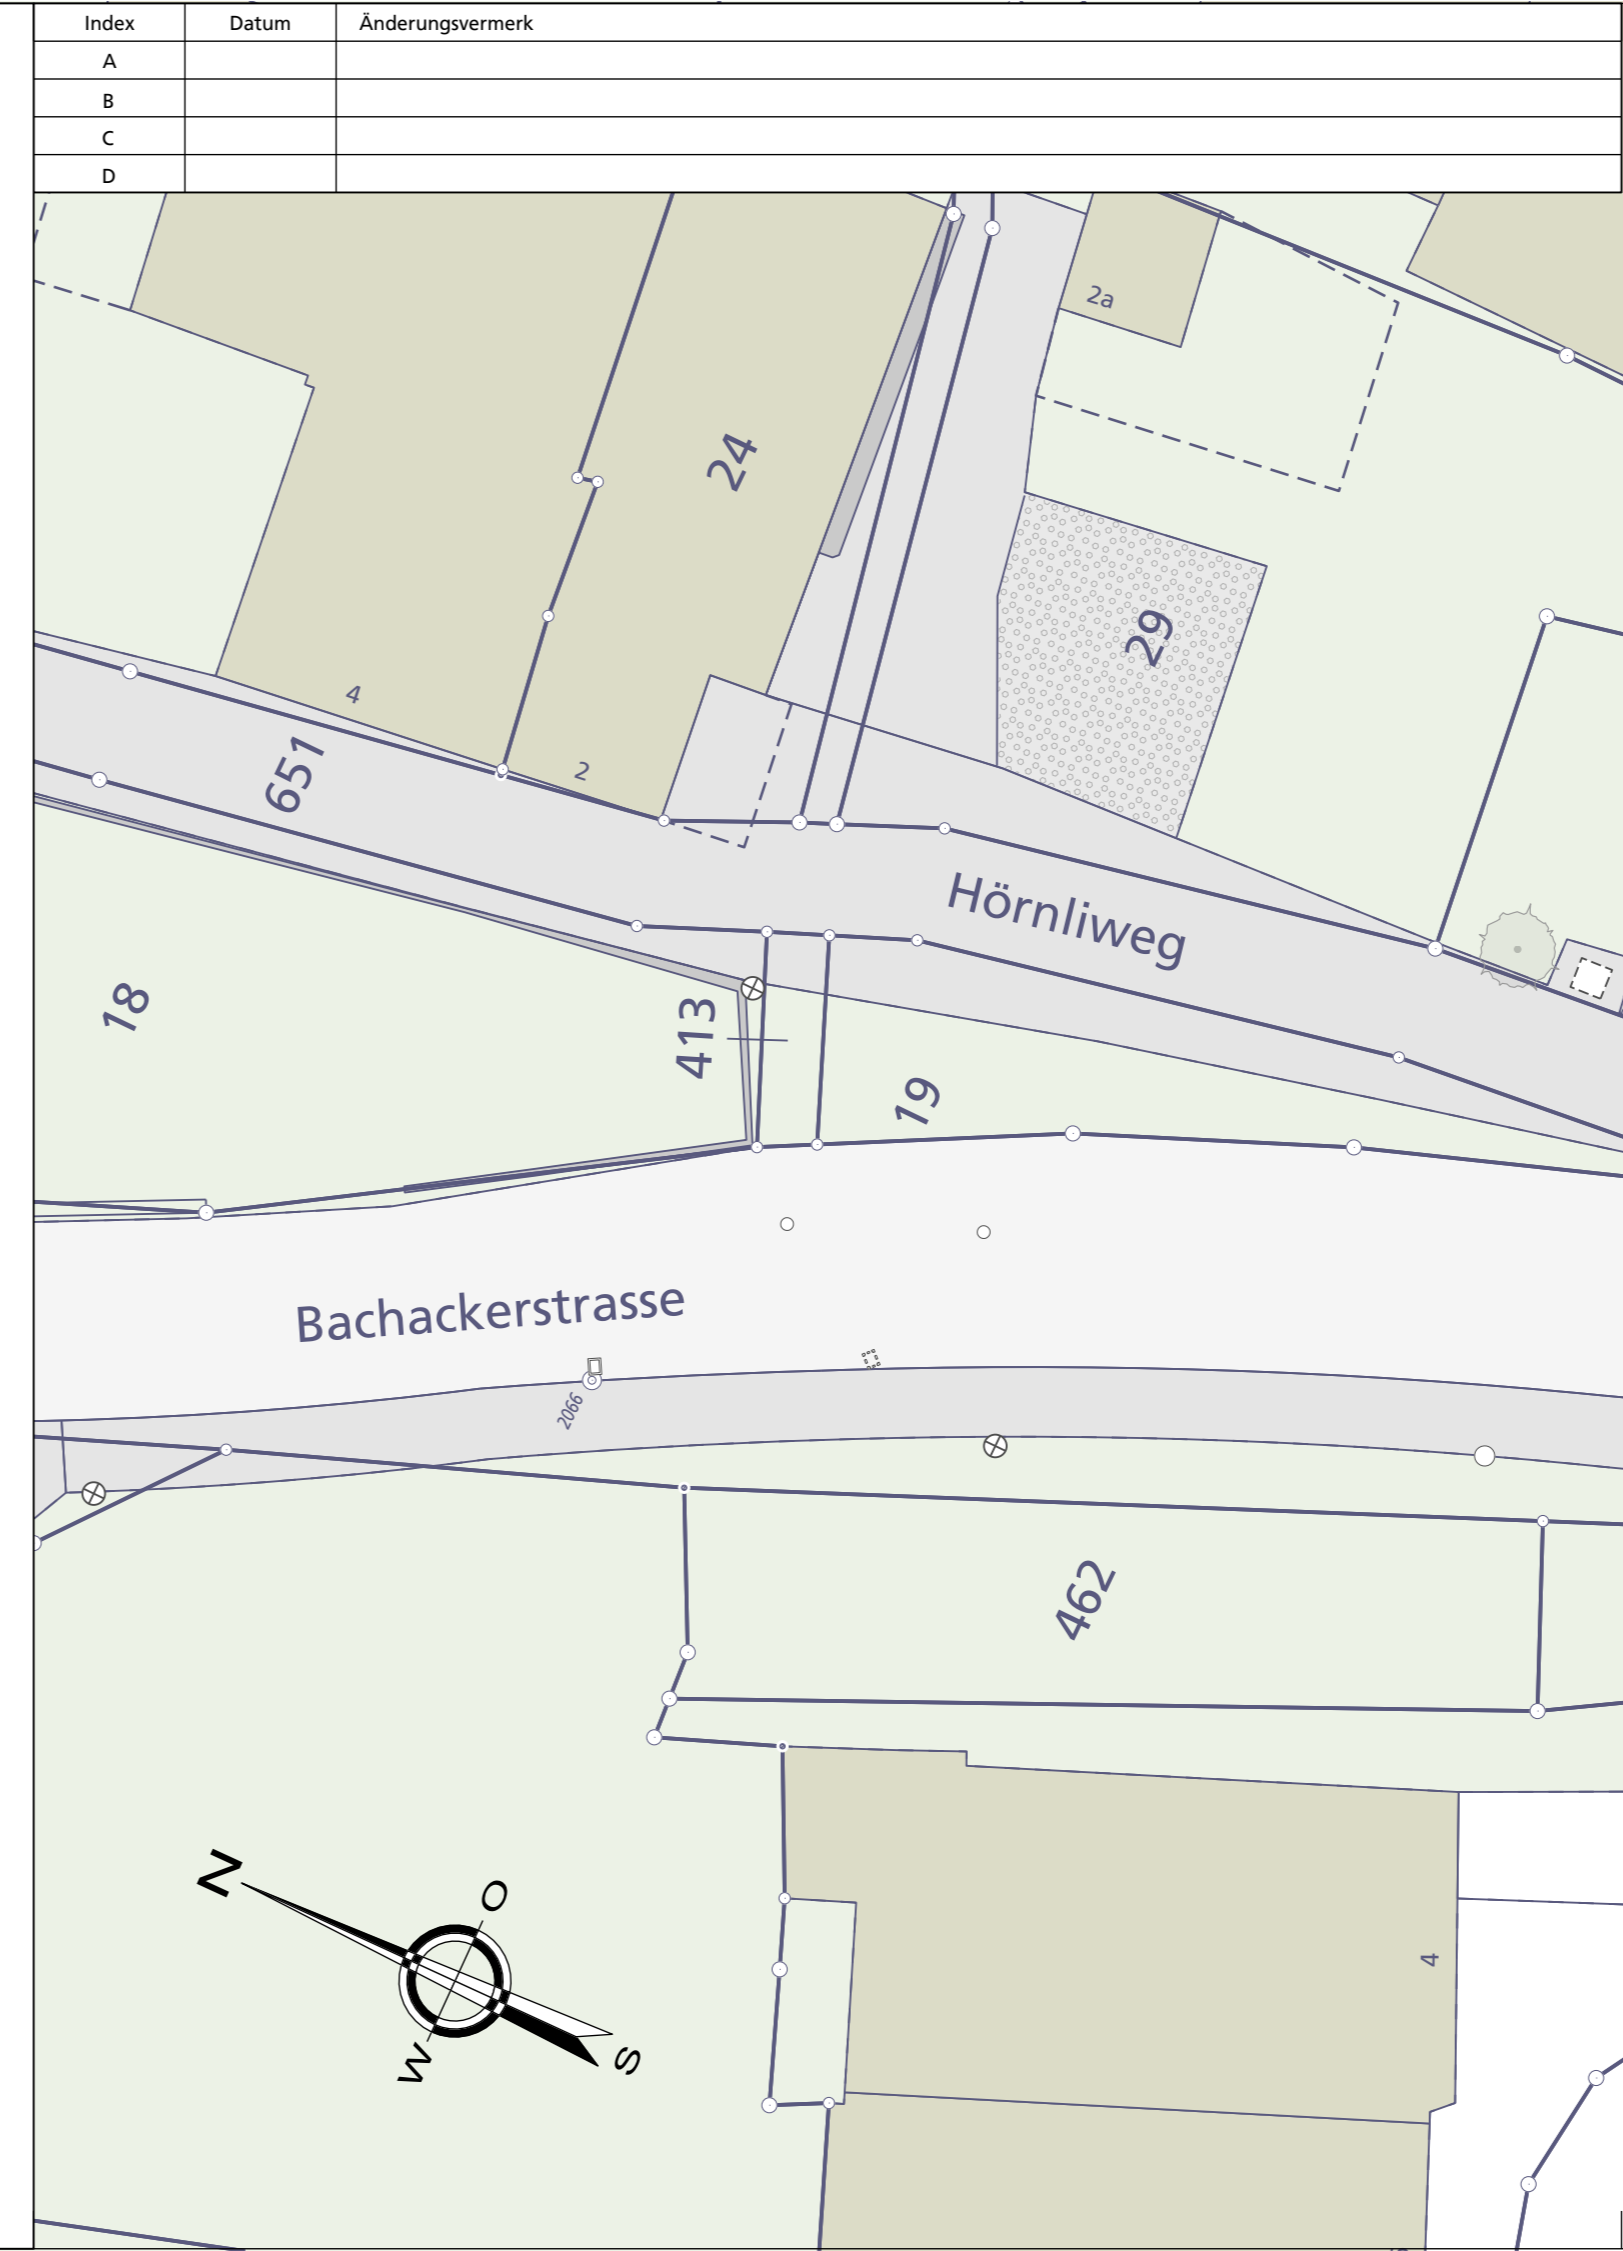 Index Datum Änderungsvermerk
A
B
C
D
2a
24
29
4
651
2
Hörnliweg
18
413
19
Bachackerstrasse
2066
462
N
O
W
S
4